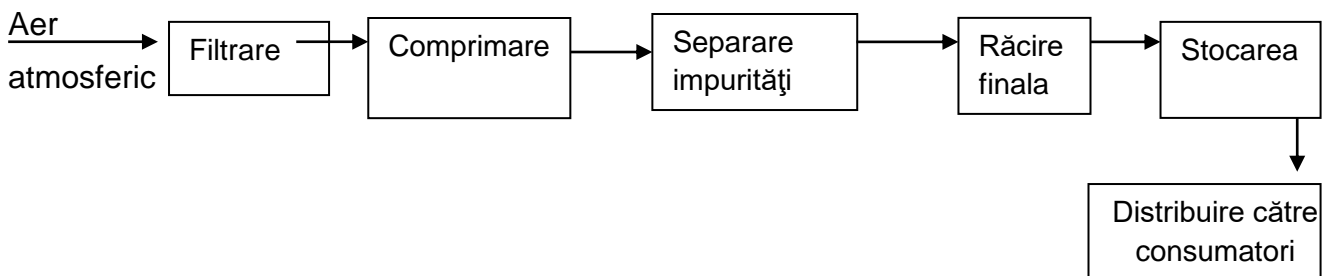 Aer
atmosferic
Filtrare
Comprimare
Separare
impurităţi
Răcire
finala
Stocarea
Distribuire către
consumatori